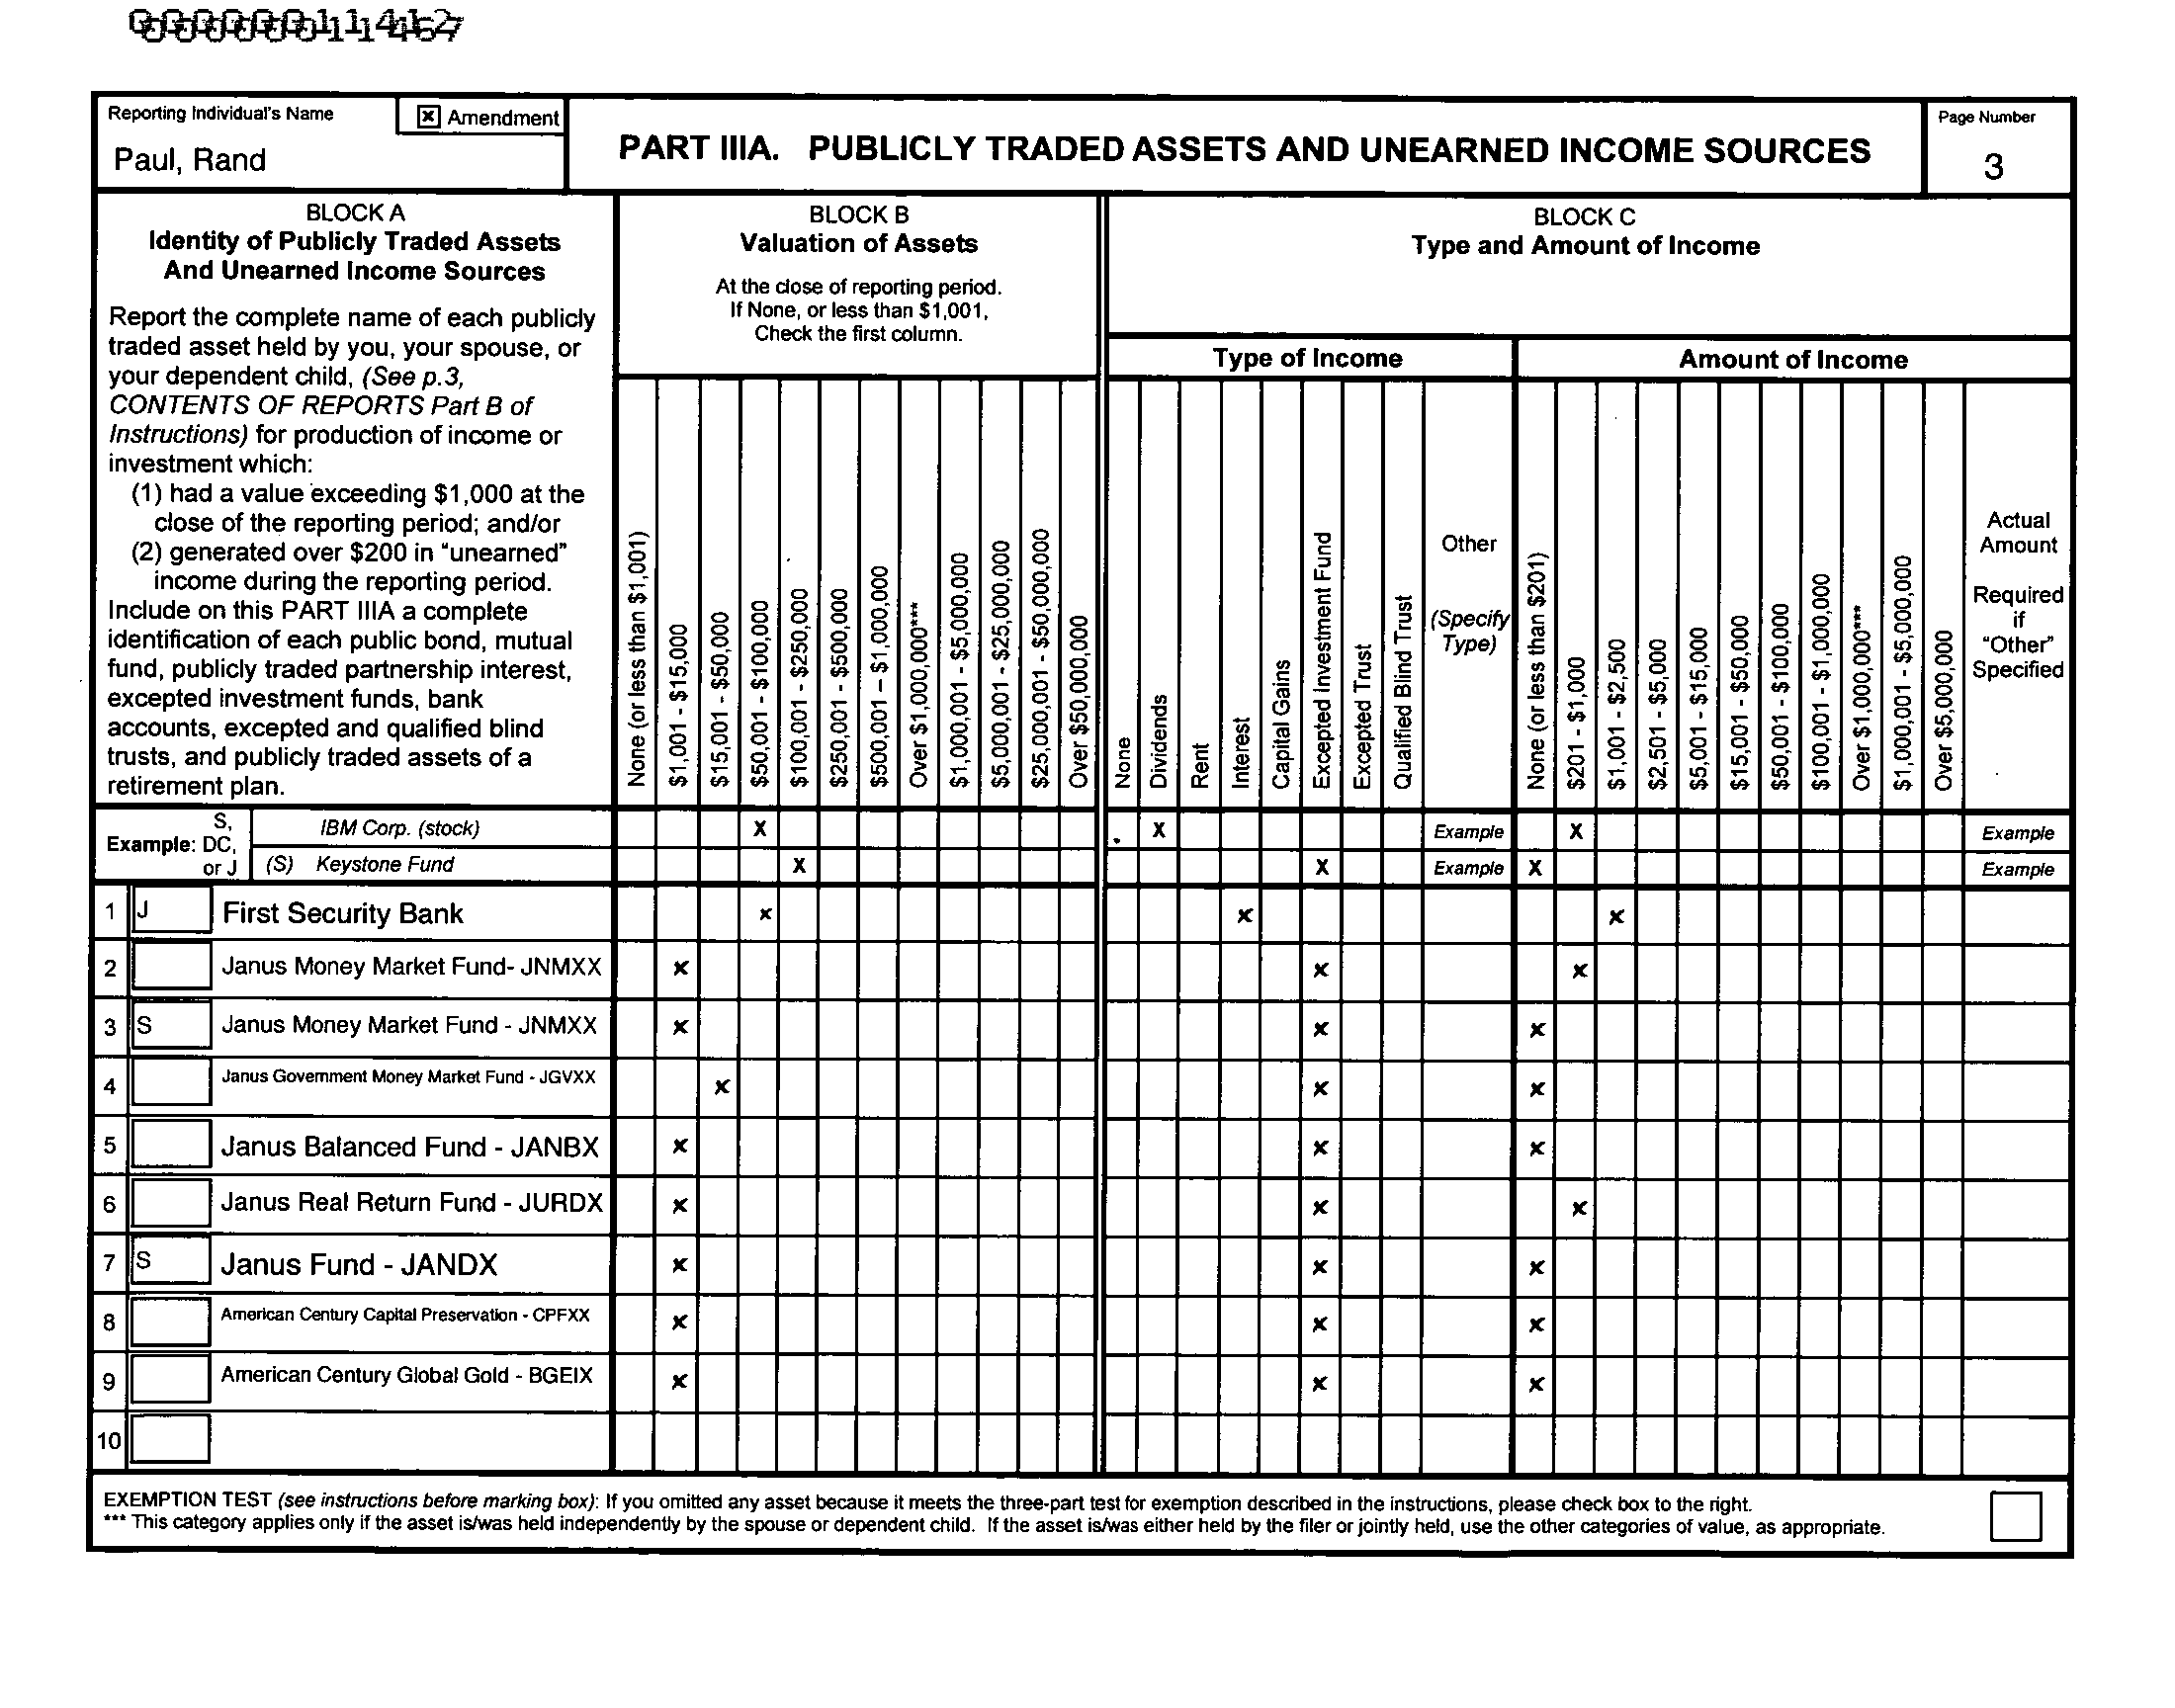 Reporting Individual's Name
x Amendment
Paul, Rand
PART IIIA. PUBLICLY TRADED ASSETS AND UNEARNED INCOME SOURCES
Page Number
3
BLOCK A
Identity of Publicly Traded Assets
And Unearned Income Sources
Report the complete name of each publicly
traded asset held by you, your spouse, or
your dependent child, (See p.3,
CONTENTS OF REPORTS Part B of
Instructions) for production of income or
investment which:
(1) had a value exceeding $1,000 at the
close of the reporting period; and/or
(2) generated over $200 in "unearned"
income during the reporting period.
Include on this PART IIIA a complete
identification of each public bond, mutual
fund, publicly traded partnership interest,
excepted investment funds, bank
accounts, excepted and qualified blind
trusts, and publicly traded assets of a
retirement plan.
BLOCK B
Valuation of Assets
At the close of reporting period.
If None, or less than $1,001,
Check the first column.
None (or less than $1,001)
$1,001 - $15,000
$15,001 - $50,000
$50,001 - $100,000
$100,001 - $250,000
$250,001 - $500,000
$500,001 – $1,000,000
Over $1,000,000***
$1,000,001 - $5,000,000
$5,000,001 - $25,000,000
$25,000,001 - $50,000,000
Over $50,000,000
BLOCK C
Type and Amount of Income
Type of Income
None
Dividends
Rent
Interest
Capital Gains
Excepted Investment Fund
Excepted Trust
Qualified Blind Trust
Other
(Specify
Type)
Amount of Income
None (or less than $201)
$201 - $1,000
$1,001 - $2,500
$2,501 - $5,000
$5,001 - $15,000
$15,001 - $50,000
$50,001 - $100,000
$100,001 - $1,000,000
Over $1,000,000***
$1,000,001 - $5,000,000
Over $5,000,000
Actual
Amount
Required
if
"Other"
Specified
S,
Example: DC,
or J
IBM Corp. (stock) X X Example X Example
(S) Keystone Fund X X Example X Example
1 J First Security Bank x x x
2 Janus Money Market Fund- JNMXX x x x
3 S Janus Money Market Fund - JNMXX x x x
4 Janus Government Money Market Fund - JGVXX x x x
5 Janus Balanced Fund - JANBX x x x
6 Janus Real Return Fund - JURDX x x x
7 S Janus Fund - JANDX x x x
8 American Century Capital Preservation - CPFXX x x x
9 American Century Global Gold - BGEIX x x x
10
EXEMPTION TEST (see instructions before marking box): If you omitted any asset because it meets the three-part test for exemption described in the instructions, please check box to the right.
*** This category applies only if the asset is/was held independently by the spouse or dependent child. If the asset is/was either held by the filer or jointly held, use the other categories of value, as appropriate.